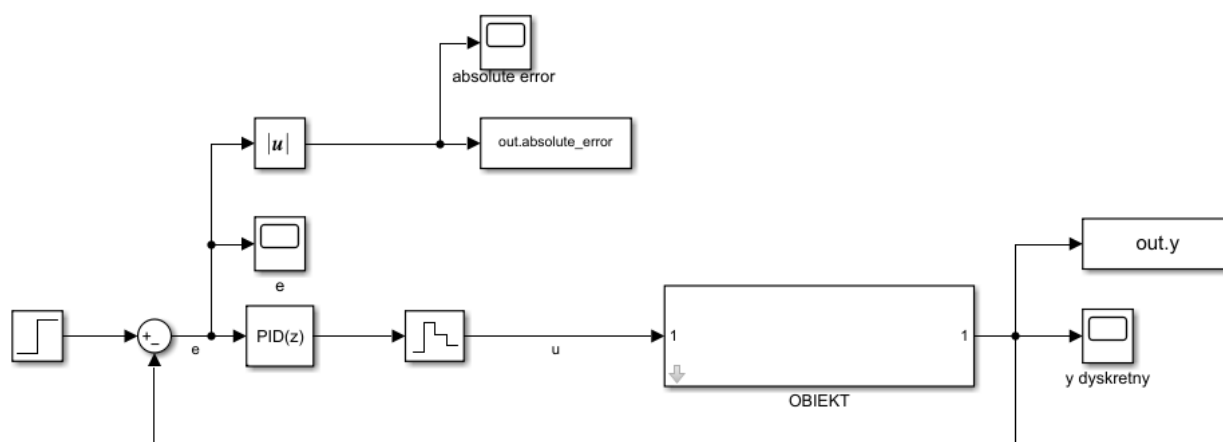 absolute error
|u|
out.absolute_error
e
out.y
+
−
e
PID(z)
u
1
1
OBIEKT
y dyskretny